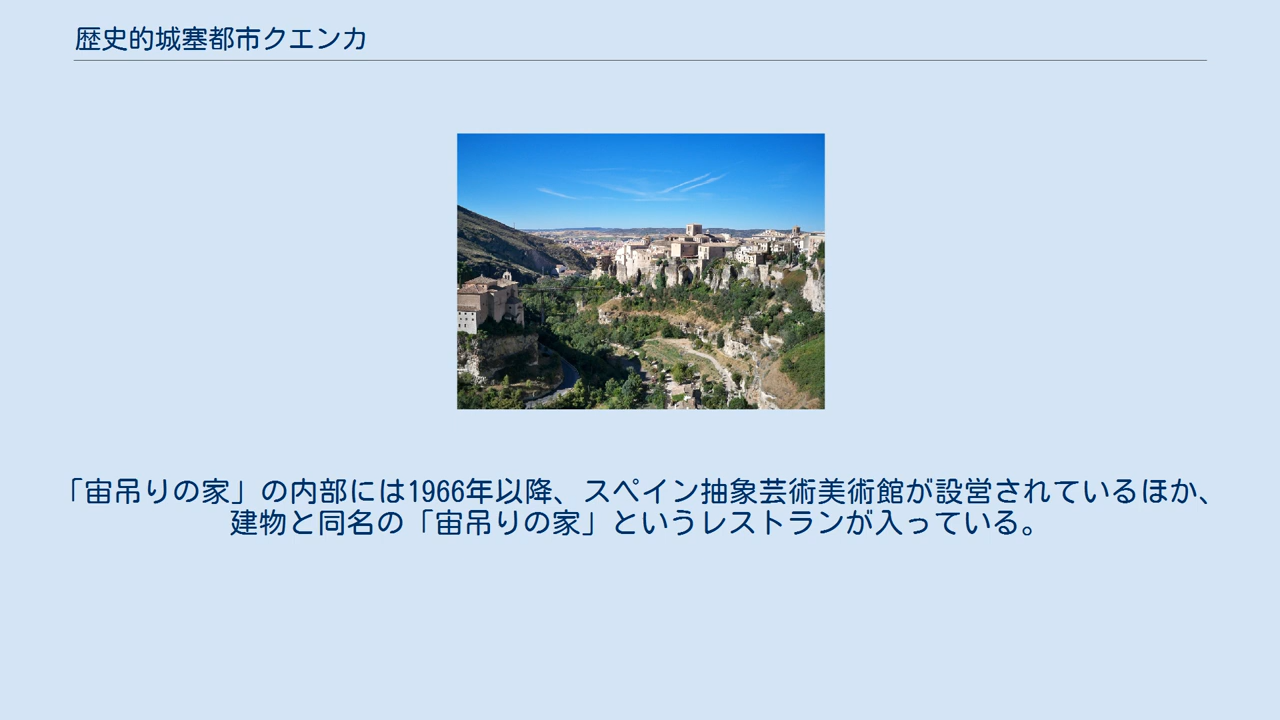 歴史的城塞都市クエンカ
「宙吊りの家」の内部には1966年以降、スペイン抽象芸術美術館が設営されているほか、
建物と同名の「宙吊りの家」というレストランが入っている。